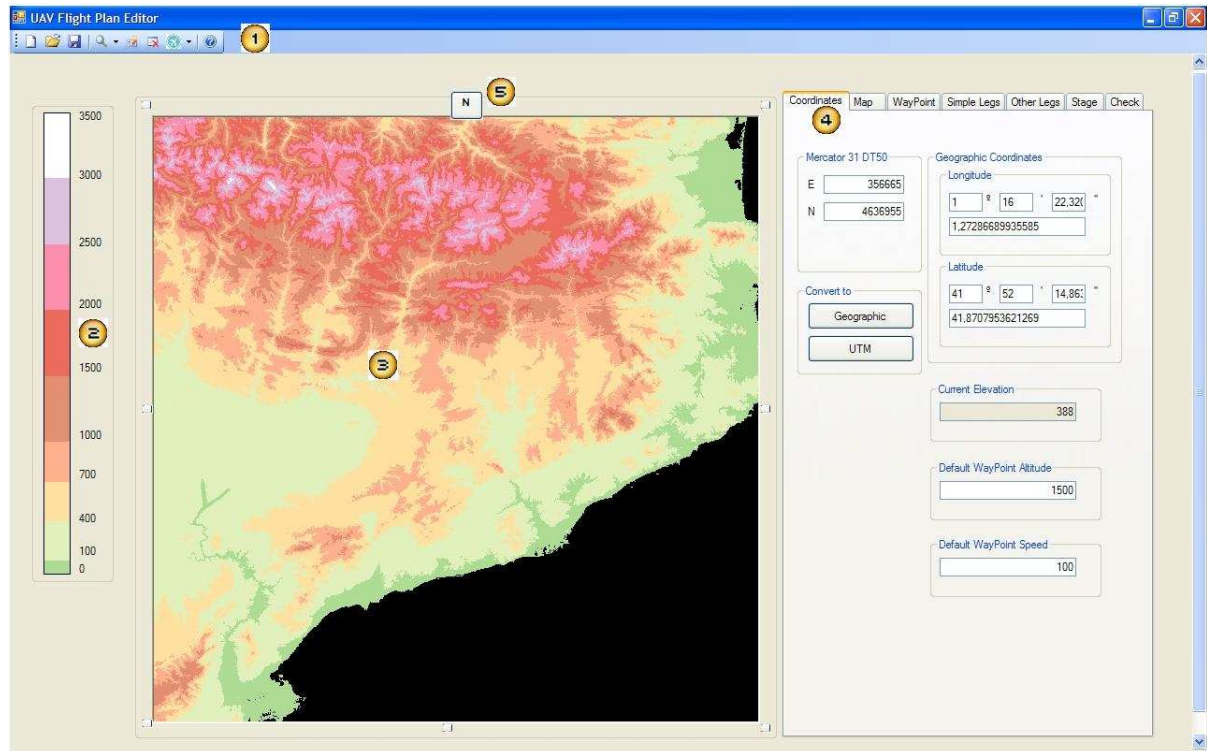 UAV Flight Plan Editor
1
5
N
3500
3000
2500
2000
2
1500
1000
700
400
100
0
3
Coordinates Map WayPoint Simple Legs Other Legs Stage Check
4
Mercator 31 DT50
E 356665
N 4636955
Convert to
Geographic
UTM
Geographic Coordinates
Longitude
1 º 16 ' 22,320 "
1,27286689935585
Latitude
41 º 52 ' 14,863 "
41,8707953621269
Current Elevation
388
Default WayPoint Altitude
1500
Default WayPoint Speed
100